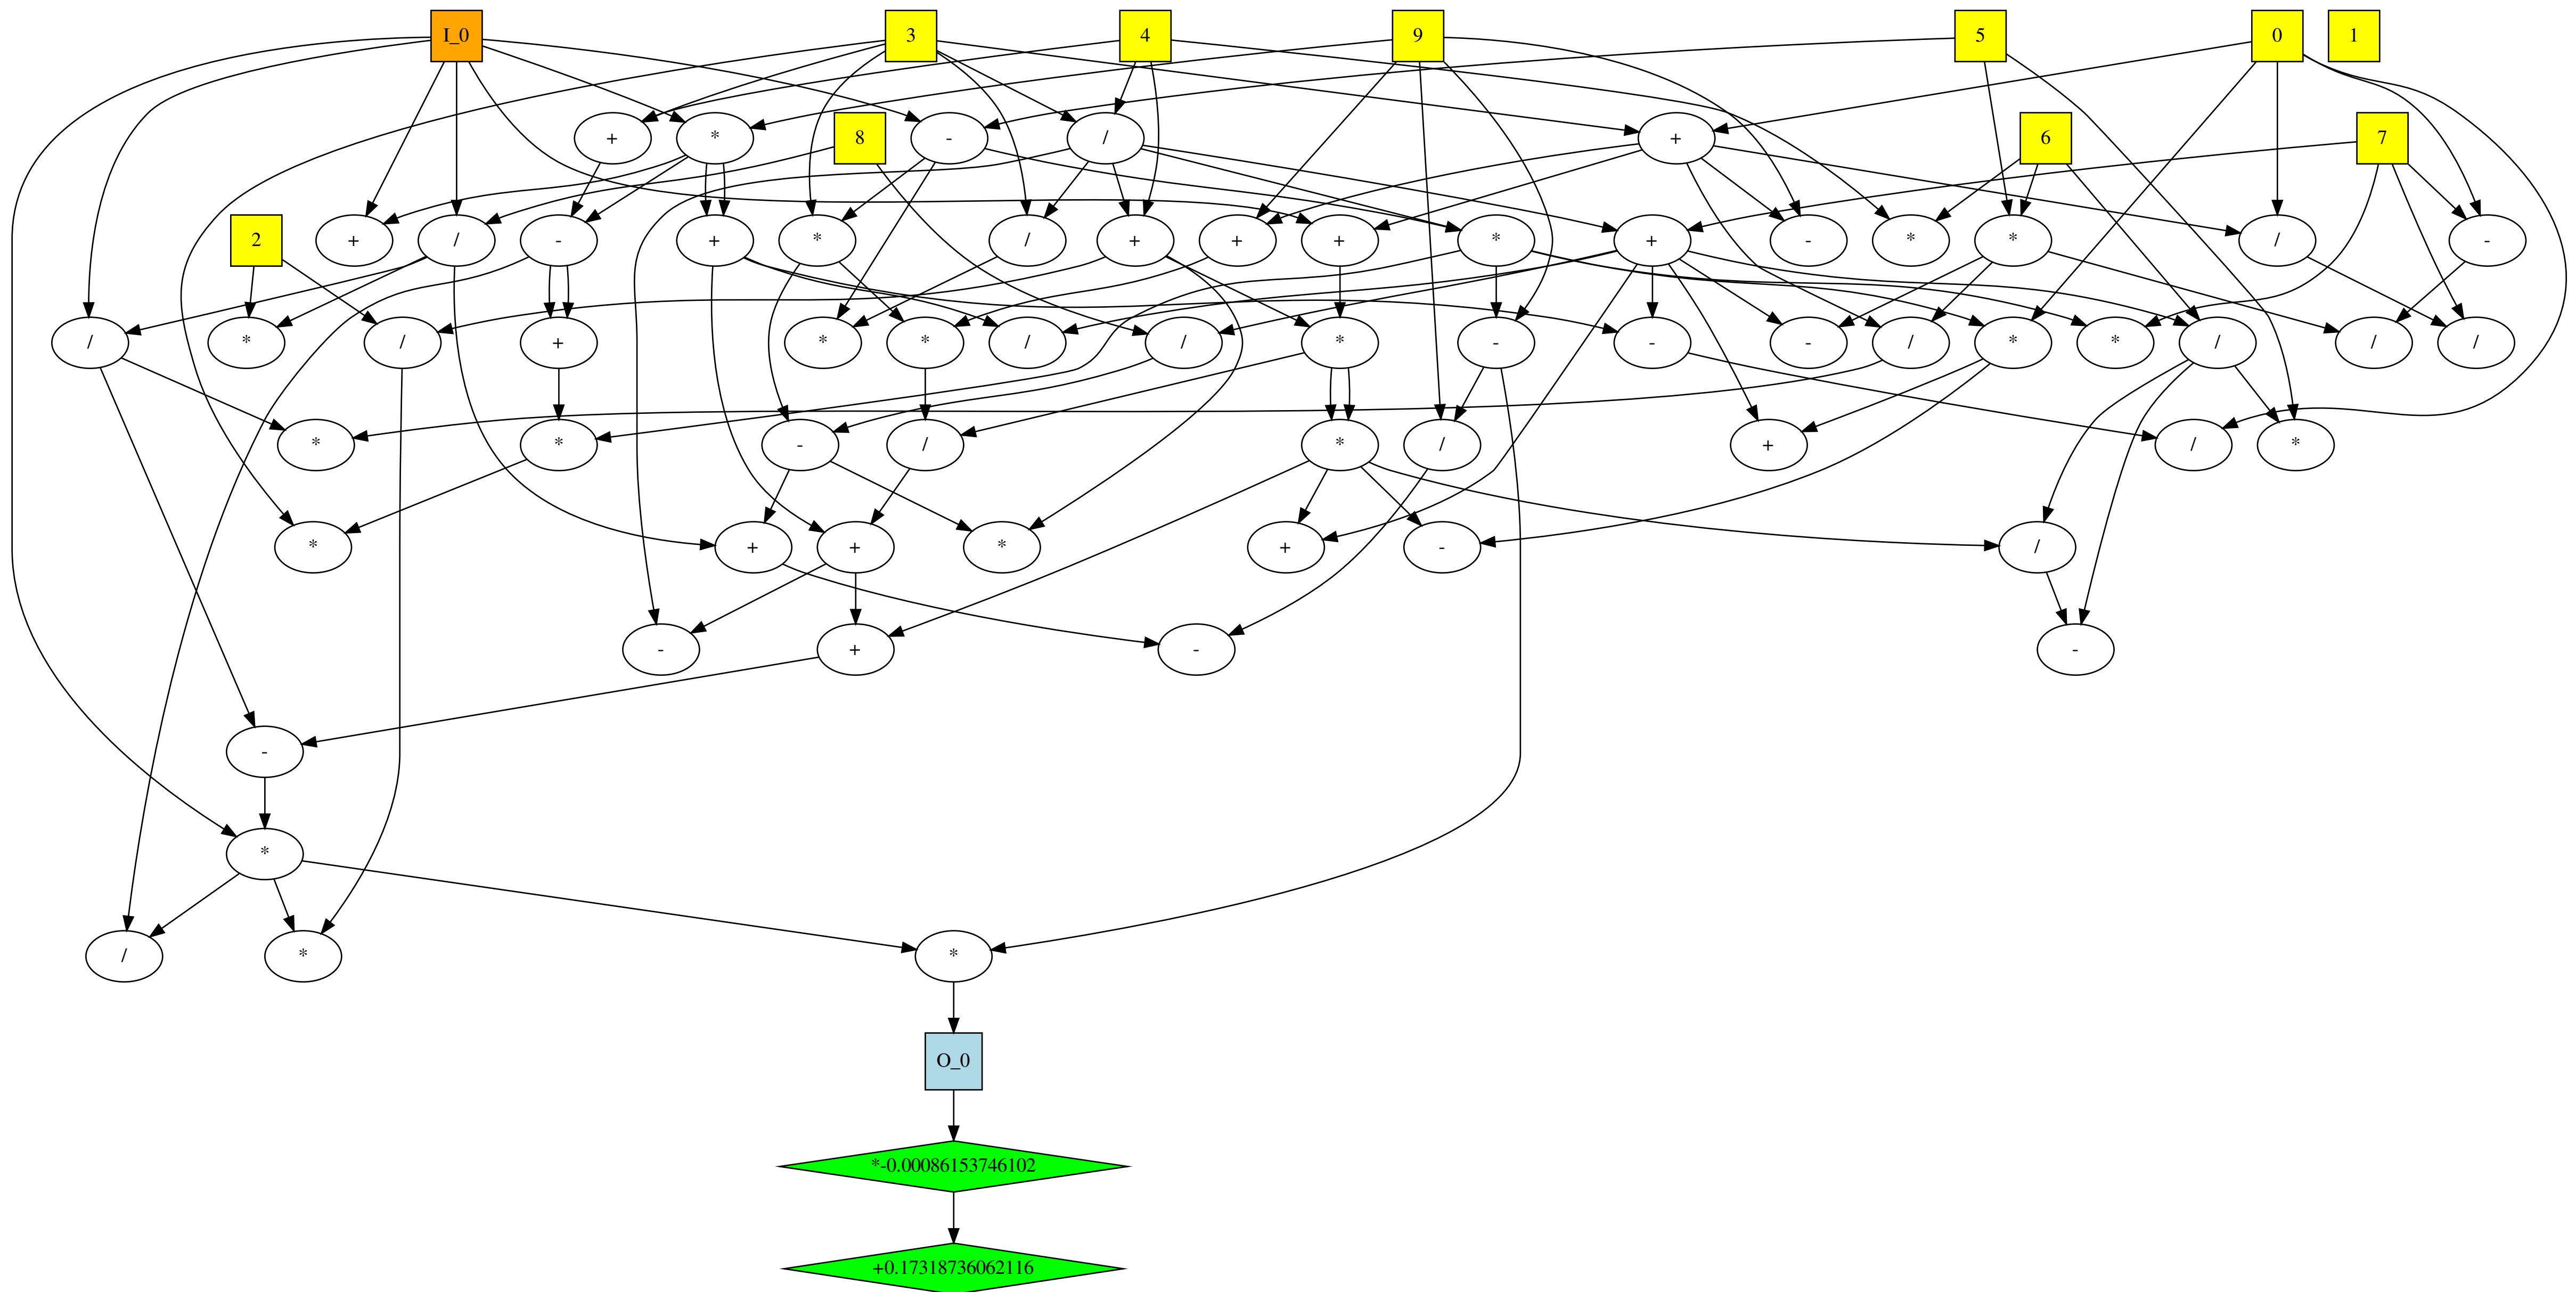 I_0 3 4 9 5 0 1
+ * 8 - / + 6 7
2 + / - + * / + + + * + - * * / -
/ * / + * * / / * - - - / * * / / /
* * - / * / + / *
* + + * + - /
- + - -
-
*
/ * *
O_0
*-0.00086153746102
+0.17318736062116